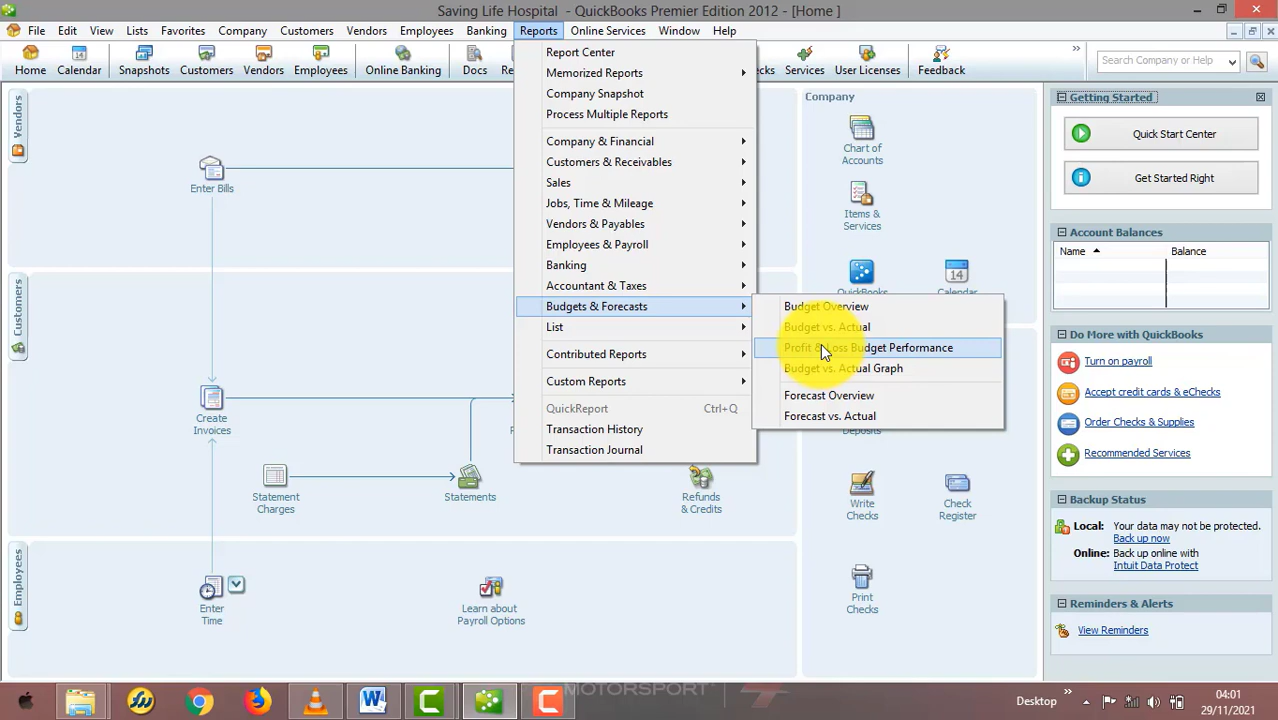 Saving Life Hospital - QuickBooks Premier Edition 2012 - [Home ]
File Edit View Lists Favorites Company Customers Vendors Employees Banking Reports Online Services Window Help
Home Calendar Snapshots Customers Vendors Employees Online Banking Docs Services User Licenses Feedback
Search Company or Help
Report Center
Memorized Reports
Company Snapshot
Process Multiple Reports
Company & Financial
Customers & Receivables
Sales
Jobs, Time & Mileage
Vendors & Payables
Employees & Payroll
Banking
Accountant & Taxes
Budgets & Forecasts
List
Contributed Reports
Custom Reports
QuickReport Ctrl+Q
Transaction History
Transaction Journal
Budget Overview
Budget vs. Actual
Profit & Loss Budget Performance
Budget vs. Actual Graph
Forecast Overview
Forecast vs. Actual
Vendors
Enter Bills
Customers
Create
Invoices
Statement
Charges
Statements
Refunds
& Credits
Employees
Enter
Time
Learn about
Payroll Options
Company
Chart of
Accounts
Items &
Services
QuickBooks
14
Calendar
Deposits
Write
Checks
Check
Register
Print
Checks
Getting Started
Quick Start Center
Get Started Right
Account Balances
Name Balance
Do More with QuickBooks
Turn on payroll
Accept credit cards & eChecks
Order Checks & Supplies
Recommended Services
Backup Status
Local: Your data may not be protected.
Back up now
Online: Back up online with
Intuit Data Protect
Reminders & Alerts
View Reminders
MOTORSPORT
Desktop
04:01
29/11/2021